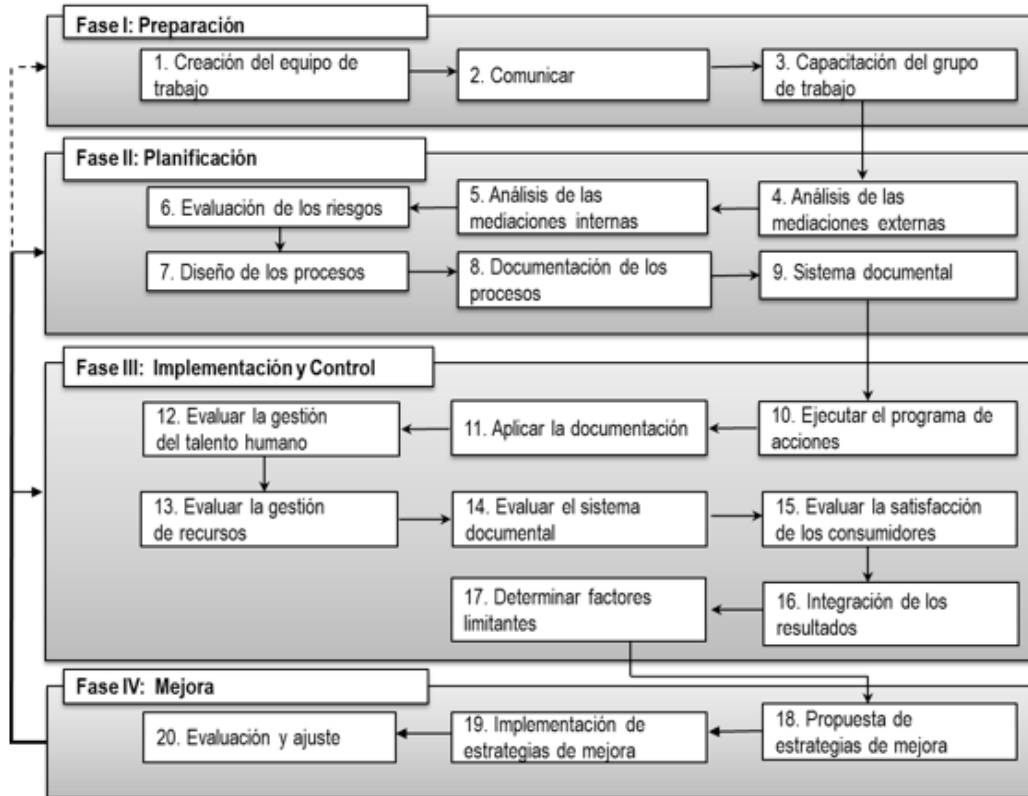 Fase I: Preparación
1. Creación del equipo de
trabajo
2. Comunicar
3. Capacitación del grupo
de trabajo
Fase II: Planificación
4. Análisis de las
mediaciones externas
5. Análisis de las
mediaciones internas
6. Evaluación de los riesgos
7. Diseño de los procesos
8. Documentación de los
procesos
9. Sistema documental
Fase III: Implementación y Control
10. Ejecutar el programa de
acciones
11. Aplicar la documentación
12. Evaluar la gestión
del talento humano
13. Evaluar la gestión
de recursos
14. Evaluar el sistema
documental
15. Evaluar la satisfacción
de los consumidores
16. Integración de los
resultados
17. Determinar factores
limitantes
Fase IV: Mejora
18. Propuesta de
estrategias de mejora
19. Implementación de
estrategias de mejora
20. Evaluación y ajuste